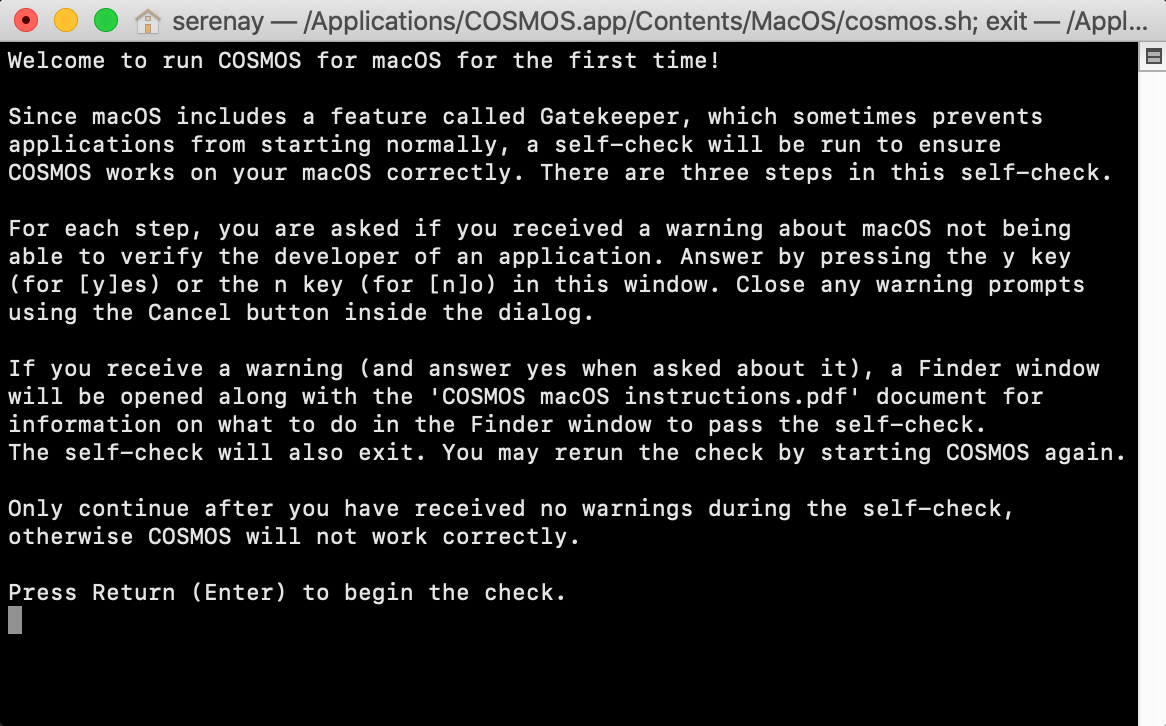 serenay — /Applications/COSMOS.app/Contents/MacOS/cosmos.sh; exit — /Appl...
Welcome to run COSMOS for macOS for the first time!
Since macOS includes a feature called Gatekeeper, which sometimes prevents
applications from starting normally, a self-check will be run to ensure
COSMOS works on your macOS correctly. There are three steps in this self-check.
For each step, you are asked if you received a warning about macOS not being
able to verify the developer of an application. Answer by pressing the y key
(for [y]es) or the n key (for [n]o) in this window. Close any warning prompts
using the Cancel button inside the dialog.
If you receive a warning (and answer yes when asked about it), a Finder window
will be opened along with the 'COSMOS macOS instructions.pdf' document for
information on what to do in the Finder window to pass the self-check.
The self-check will also exit. You may rerun the check by starting COSMOS again.
Only continue after you have received no warnings during the self-check,
otherwise COSMOS will not work correctly.
Press Return (Enter) to begin the check.